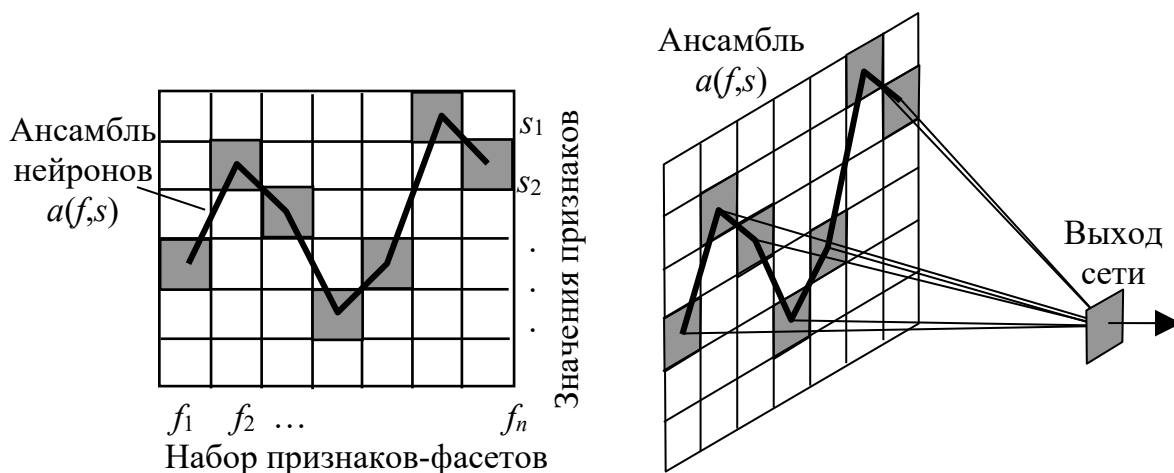 Ансамбль
нейронов
a(f,s)
s1
s2
.
.
.
Значения признаков
f1 f2 … fn
Набор признаков-фасетов
Ансамбль
a(f,s)
Выход
сети